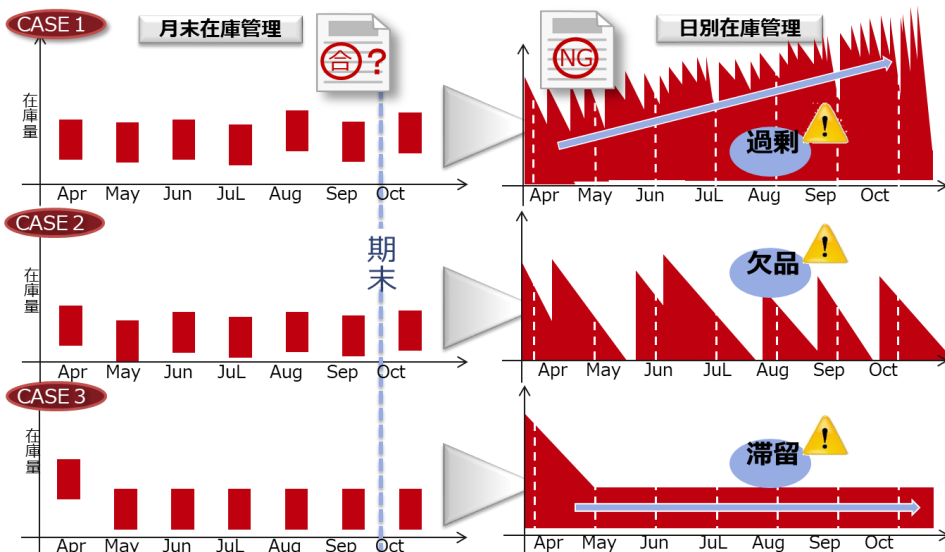 CASE 1
月末在庫管理
合?
日別在庫管理
NG
在庫量
過剰
Apr May Jun JuL Aug Sep Oct
Apr May Jun JuL Aug Sep Oct
CASE 2
期末
在庫量
欠品
Apr May Jun JuL Aug Sep Oct
Apr May Jun JuL Aug Sep Oct
CASE 3
在庫量
滞留
Apr May Jun JuL Aug Sep Oct
Apr May Jun JuL Aug Sep Oct